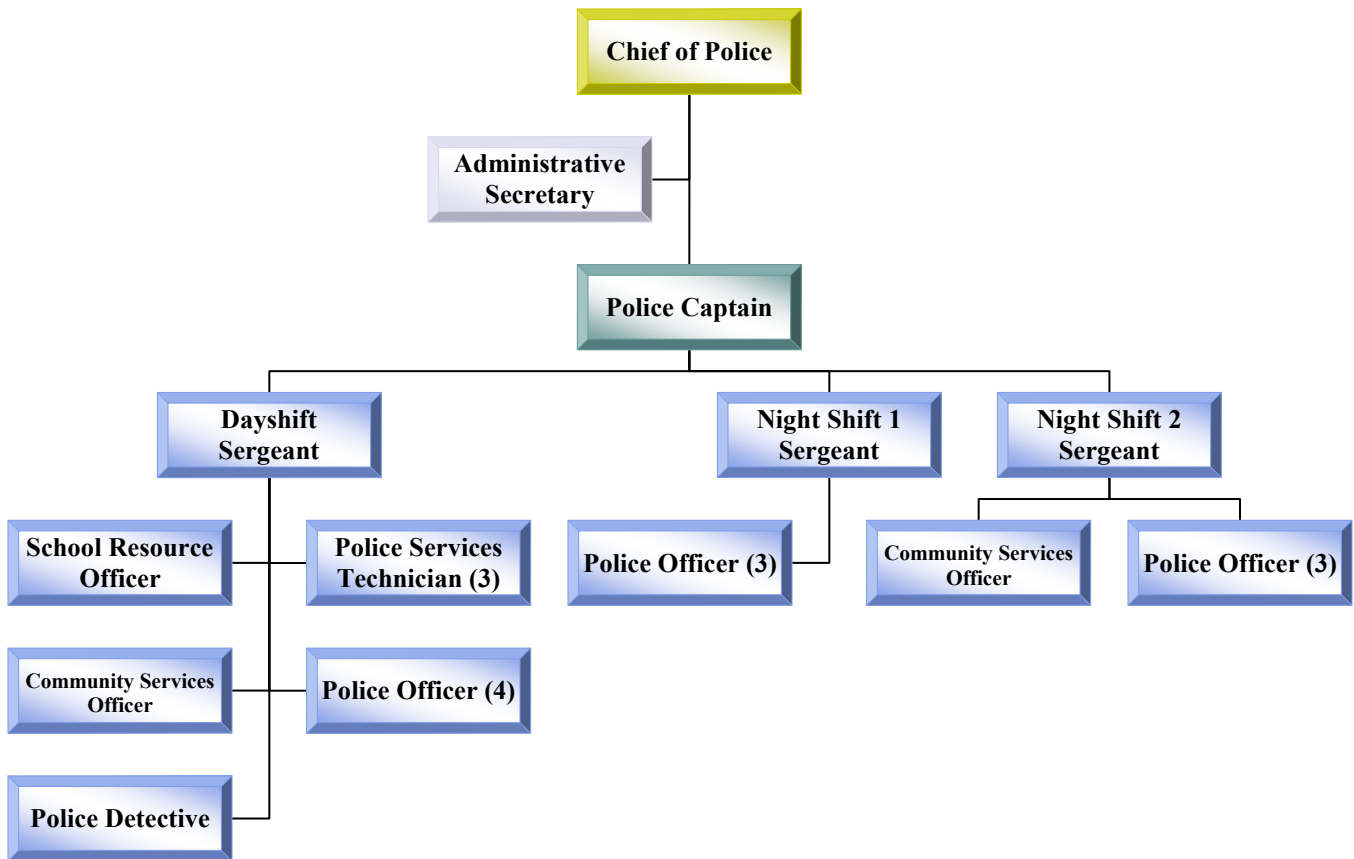 Chief of Police
Administrative
Secretary
Police Captain
Dayshift
Sergeant
Night Shift 1
Sergeant
Night Shift 2
Sergeant
School Resource
Officer
Police Services
Technician (3)
Police Officer (3)
Community Services
Officer
Police Officer (3)
Community Services
Officer
Police Officer (4)
Police Detective